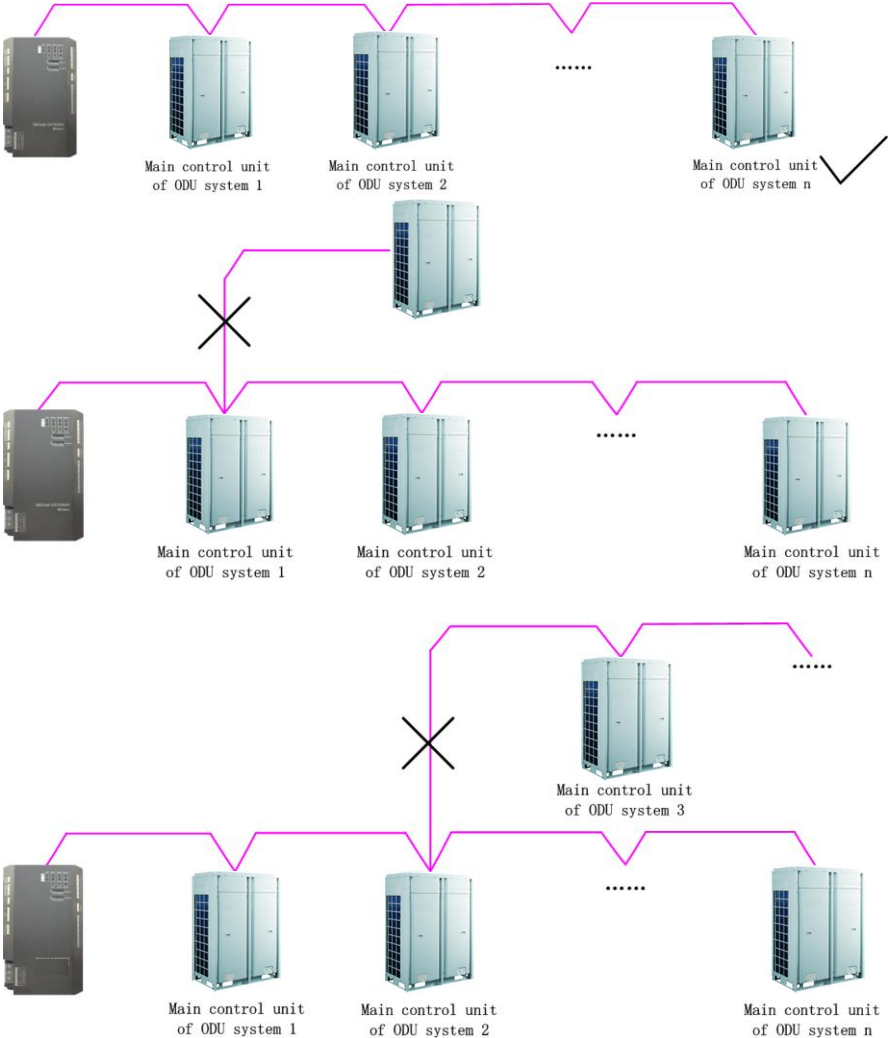 ......
Main control unit
of ODU system 1
Main control unit
of ODU system 2
Main control unit
of ODU system n
......
Main control unit
of ODU system 1
Main control unit
of ODU system 2
Main control unit
of ODU system n
......
Main control unit
of ODU system 3
......
Main control unit
of ODU system 1
Main control unit
of ODU system 2
Main control unit
of ODU system n